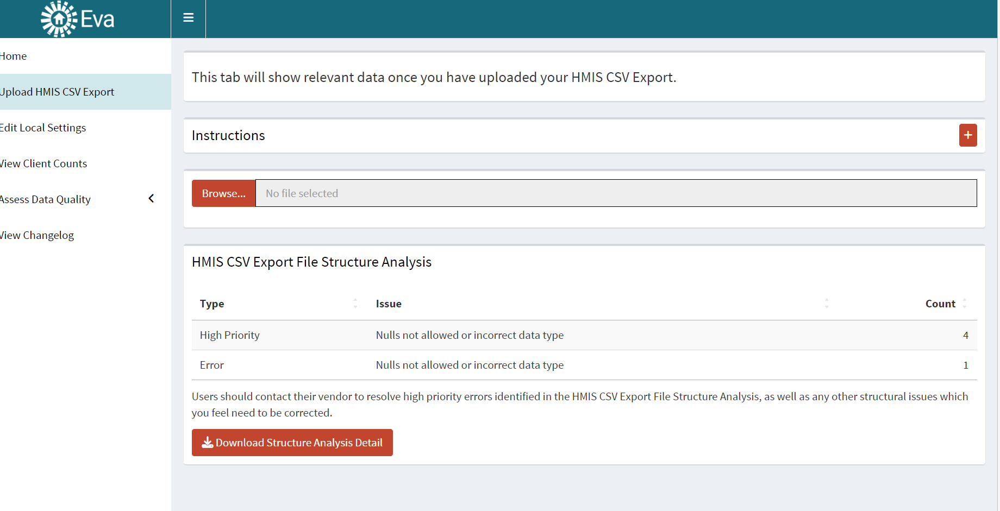 Eva
Home
Upload HMIS CSV Export
Edit Local Settings
View Client Counts
Assess Data Quality
View Changelog
This tab will show relevant data once you have uploaded your HMIS CSV Export.
Instructions
+
Browse... No file selected
HMIS CSV Export File Structure Analysis
Type Issue Count
High Priority Nulls not allowed or incorrect data type 4
Error Nulls not allowed or incorrect data type 1
Users should contact their vendor to resolve high priority errors identified in the HMIS CSV Export File Structure Analysis, as well as any other structural issues which
you feel need to be corrected.
Download Structure Analysis Detail